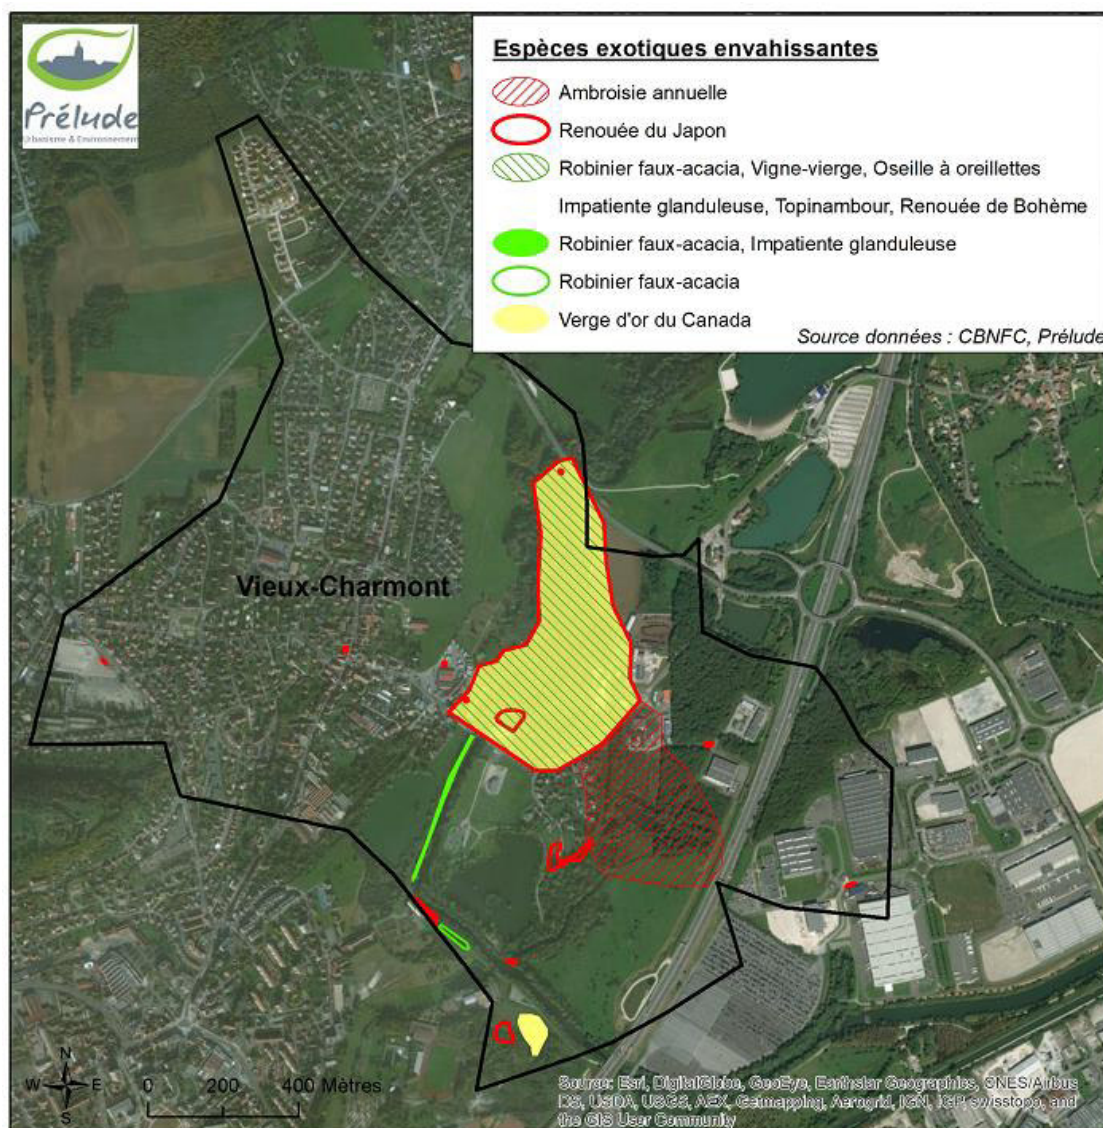 Prélude
Urbanisme & Environnement
Espèces exotiques envahissantes
Ambroisie annuelle
Renouée du Japon
Robinier faux-acacia, Vigne-vierge, Oseille à oreillettes
Impatiente glanduleuse, Topinambour, Renouée de Bohème
Robinier faux-acacia, Impatiente glanduleuse
Robinier faux-acacia
Verge d'or du Canada
Source données : CBNFC, Prélude
Vieux-Charmont
N
W E
S
0 200 400 Mètres
Source: Esri, DigitalGlobe, GeoEye, Earthstar Geographics, CNES/Airbus
DS, USDA, USGS, AEX, Getmapping, Aerogrid, IGN, IGP, swisstopo, and
the GIS User Community